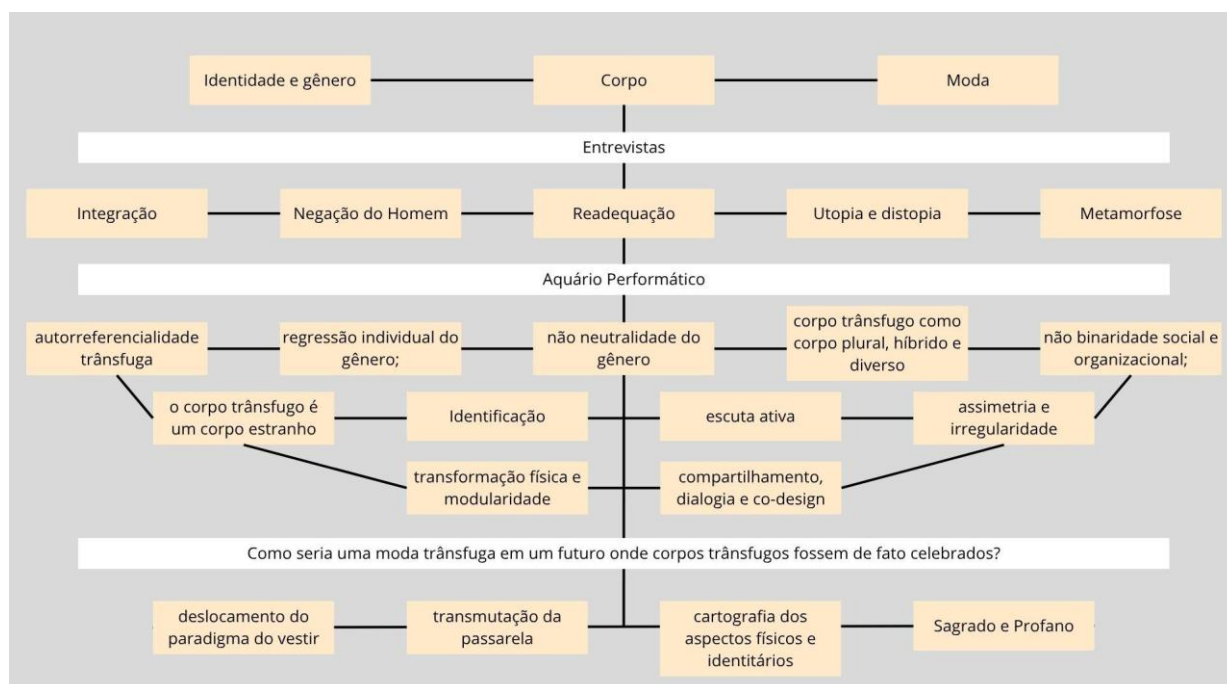 Identidade e gênero
Corpo
Moda
Entrevistas
Integração
Negação do Homem
Readequação
Utopia e distopia
Metamorfose
Aquário Performático
autorreferencialidade
trânsfuga
regressão individual do
gênero;
não neutralidade do
gênero
corpo trânsfugo como
corpo plural, híbrido e
diverso
não binaridade social e
organizacional;
o corpo trânsfugo é
um corpo estranho
Identificação
escuta ativa
assimetria e
irregularidade
transformação física e
modularidade
compartilhamento,
dialogia e co-design
Como seria uma moda trânsfuga em um futuro onde corpos trânsfugos fossem de fato celebrados?
deslocamento do
paradigma do vestir
transmutação da
passarela
cartografia dos
aspectos físicos e
identitários
Sagrado e Profano